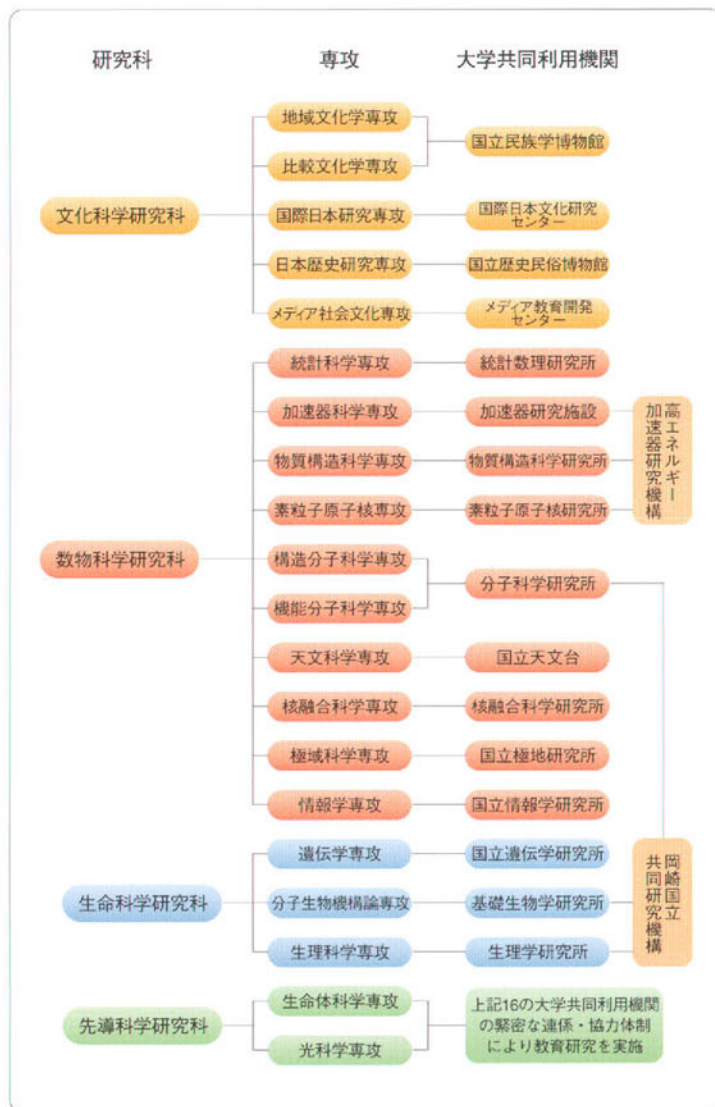 研究科
専攻
大学共同利用機関
文化科学研究科
地域文化学専攻
比較文化学専攻
国立民族学博物館
国際日本研究専攻
国際日本文化研究
センター
日本歴史研究専攻
国立歴史民俗博物館
メディア社会文化専攻
メディア教育開発
センター
数物科学研究科
統計科学専攻
統計数理研究所
加速器科学専攻
加速器研究施設
物質構造科学専攻
物質構造科学研究所
素粒子原子核専攻
素粒子原子核研究所
高エネルギー
加速器研究機構
構造分子科学専攻
機能分子科学専攻
分子科学研究所
天文科学専攻
国立天文台
核融合科学専攻
核融合科学研究所
極域科学専攻
国立極地研究所
情報学専攻
国立情報学研究所
生命科学研究科
遺伝学専攻
国立遺伝学研究所
分子生物機構論専攻
基礎生物学研究所
生理科学専攻
生理学研究所
岡崎国立
共同研究機構
先導科学研究科
生命体科学専攻
光科学専攻
上記16の大学共同利用機関
の緊密な連係・協力体制
により教育研究を実施